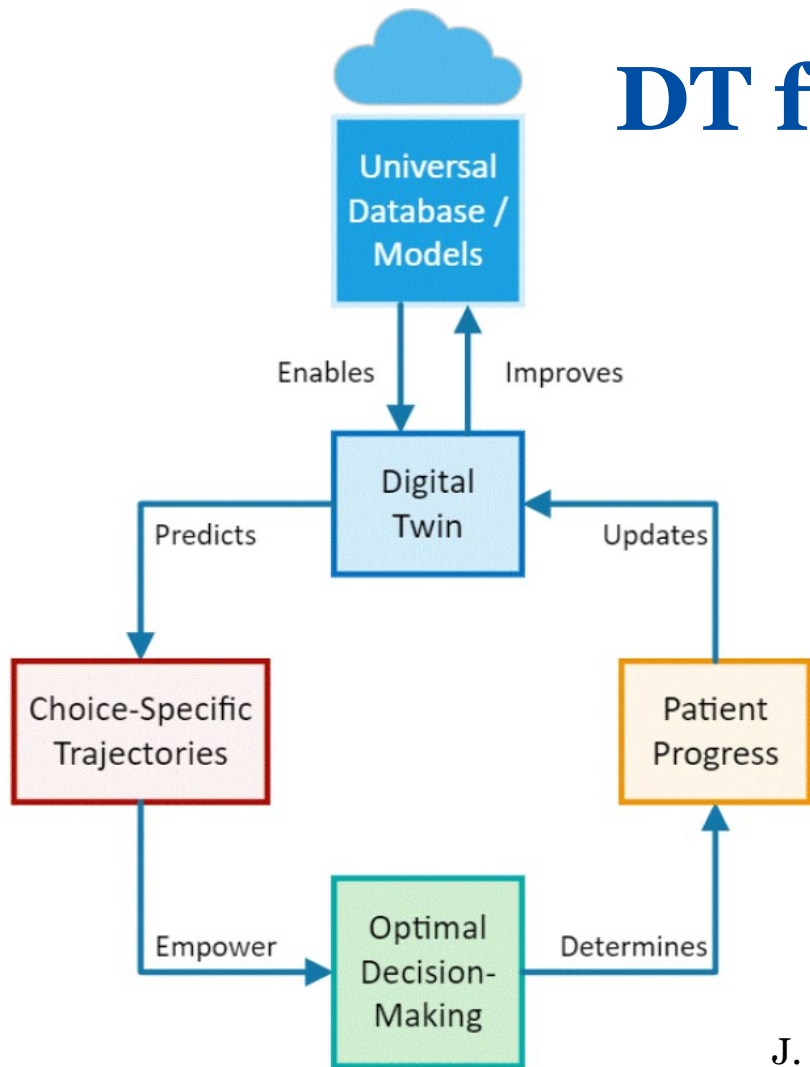 DT f
Universal
Database /
Models
Enables
Improves
Digital
Twin
Predicts
Updates
Choice-Specific
Trajectories
Patient
Progress
Empower
Optimal
Decision-
Making
Determines
J.